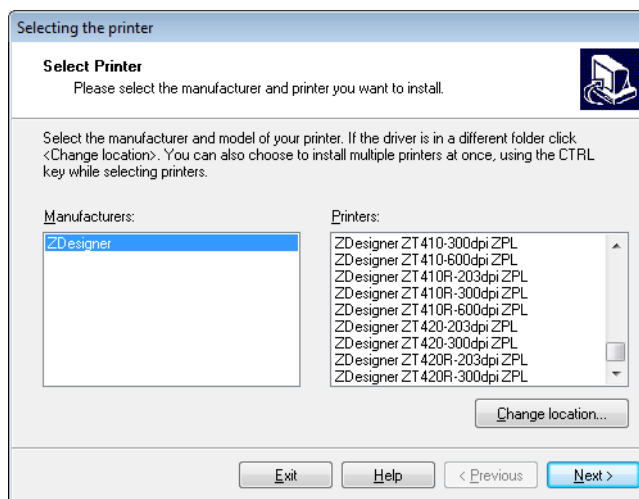 Selecting the printer
Select Printer
Please select the manufacturer and printer you want to install.
Select the manufacturer and model of your printer. If the driver is in a different folder click
<Change location>. You can also choose to install multiple printers at once, using the CTRL
key while selecting printers.
Manufacturers:
ZDesigner
Printers:
ZDesigner ZT410-300dpi ZPL
ZDesigner ZT410-600dpi ZPL
ZDesigner ZT410R-203dpi ZPL
ZDesigner ZT410R-300dpi ZPL
ZDesigner ZT410R-600dpi ZPL
ZDesigner ZT420-203dpi ZPL
ZDesigner ZT420-300dpi ZPL
ZDesigner ZT420R-203dpi ZPL
ZDesigner ZT420R-300dpi ZPL
Change location...
Exit
Help
< Previous
Next >